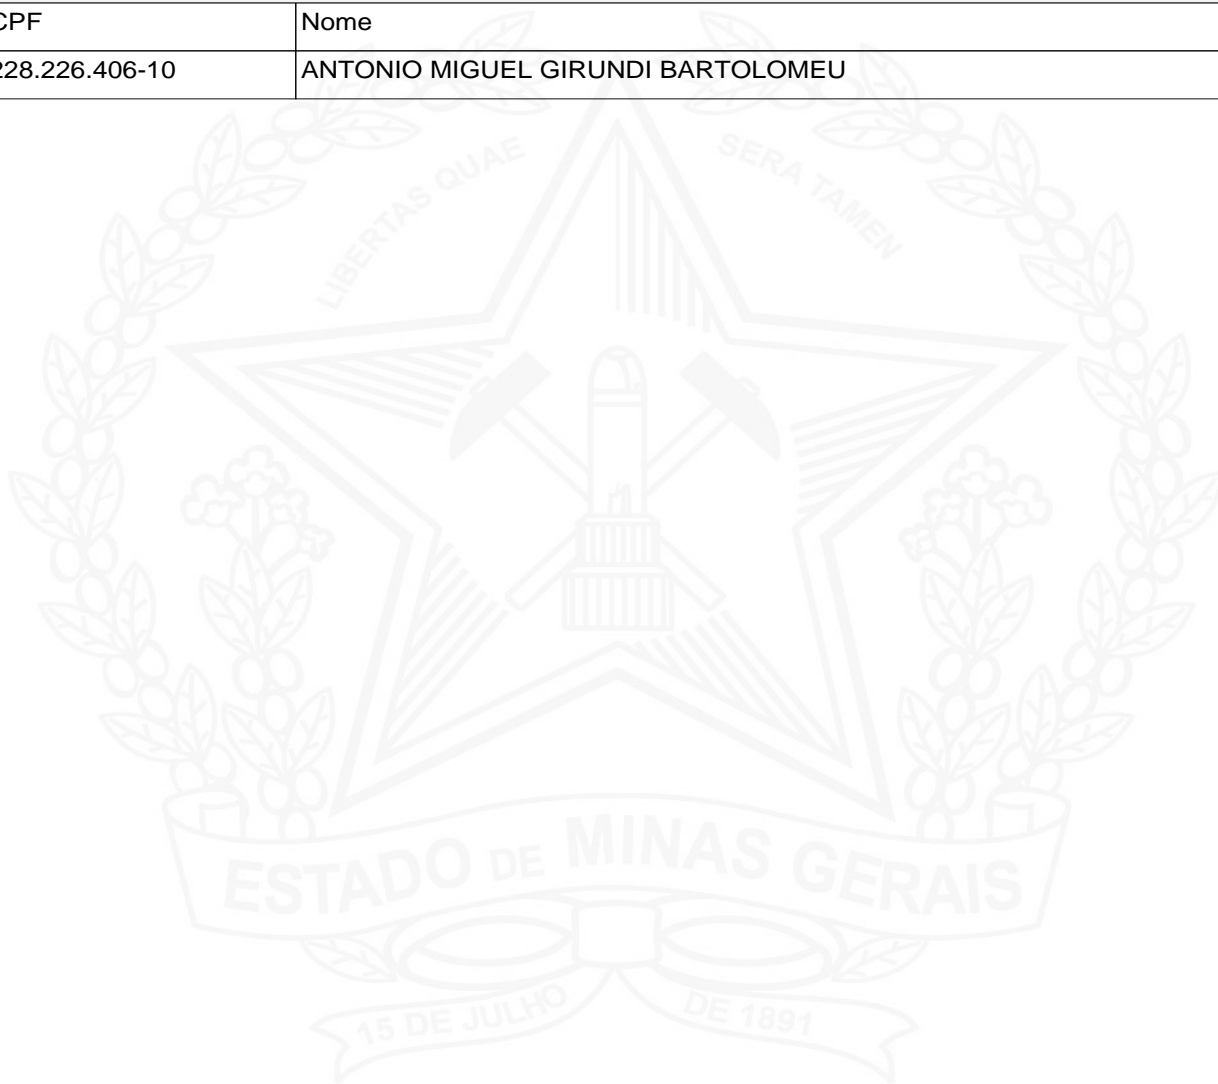 CPF Nome
228.226.406-10 ANTONIO MIGUEL GIRUNDI BARTOLOMEU
LIBERTAS QUAE SERA TAMEN
ESTADO DE MINAS GERAIS
15 DE JULHO DE 1891